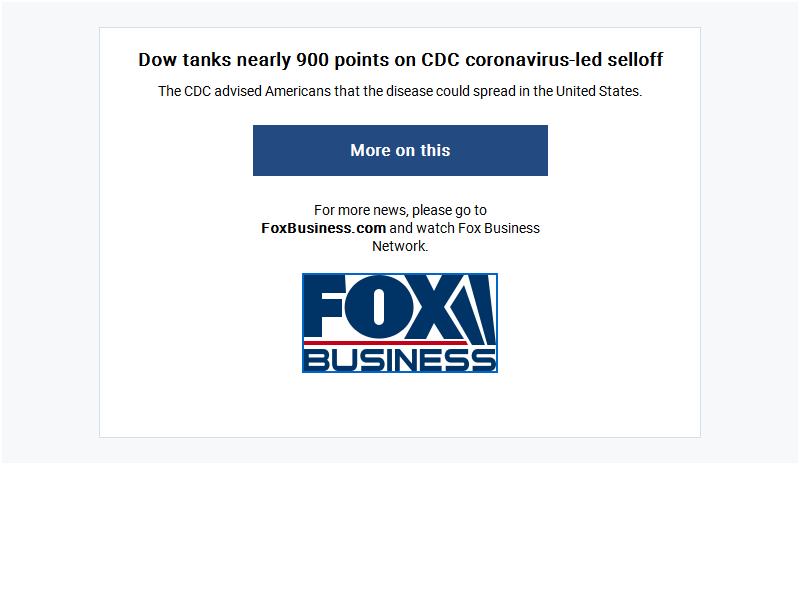 Dow tanks nearly 900 points on CDC coronavirus-led selloff
The CDC advised Americans that the disease could spread in the United States.
More on this
For more news, please go to
FoxBusiness.com and watch Fox Business
Network.
FOX
BUSINESS